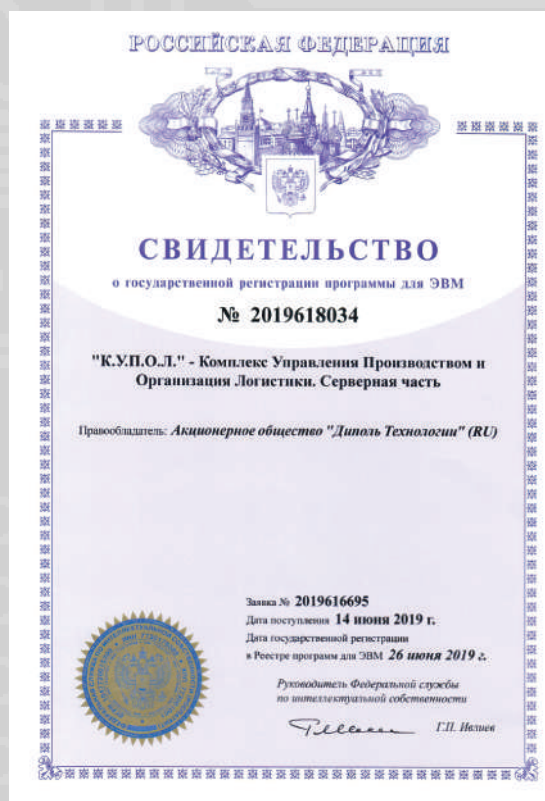 РОССИЙСКАЯ ФЕДЕРАЦИЯ
СВИДЕТЕЛЬСТВО
о государственной регистрации программы для ЭВМ
№ 2019618034
"К.У.П.О.Л." - Комплекс Управления Производством и
Организация Логистики. Серверная часть
Правообладатель: Акционерное общество "Диполь Технологии" (RU)
Заявка № 2019616695
Дата поступления 14 июня 2019 г.
Дата государственной регистрации
в Реестре программ для ЭВМ 26 июня 2019 г.
Руководитель Федеральной службы
по интеллектуальной собственности
Г.П. Ивлиев